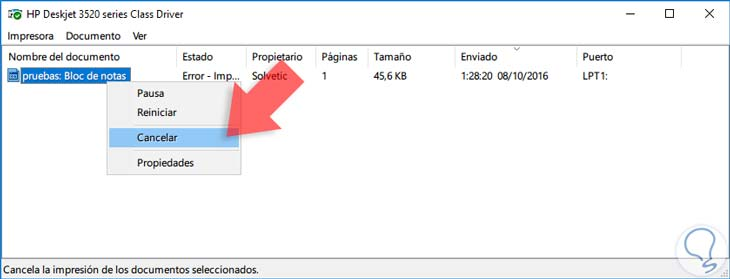 HP Deskjet 3520 series Class Driver
Impresora Documento Ver
Nombre del documento Estado Propietario Páginas Tamaño Enviado Puerto
pruebas: Bloc de notas Error - Imp... Solvetic 1 45,6 KB 1:28:20 08/10/2016 LPT1:
Pausa
Reiniciar
Cancelar
Propiedades
Cancela la impresión de los documentos seleccionados.